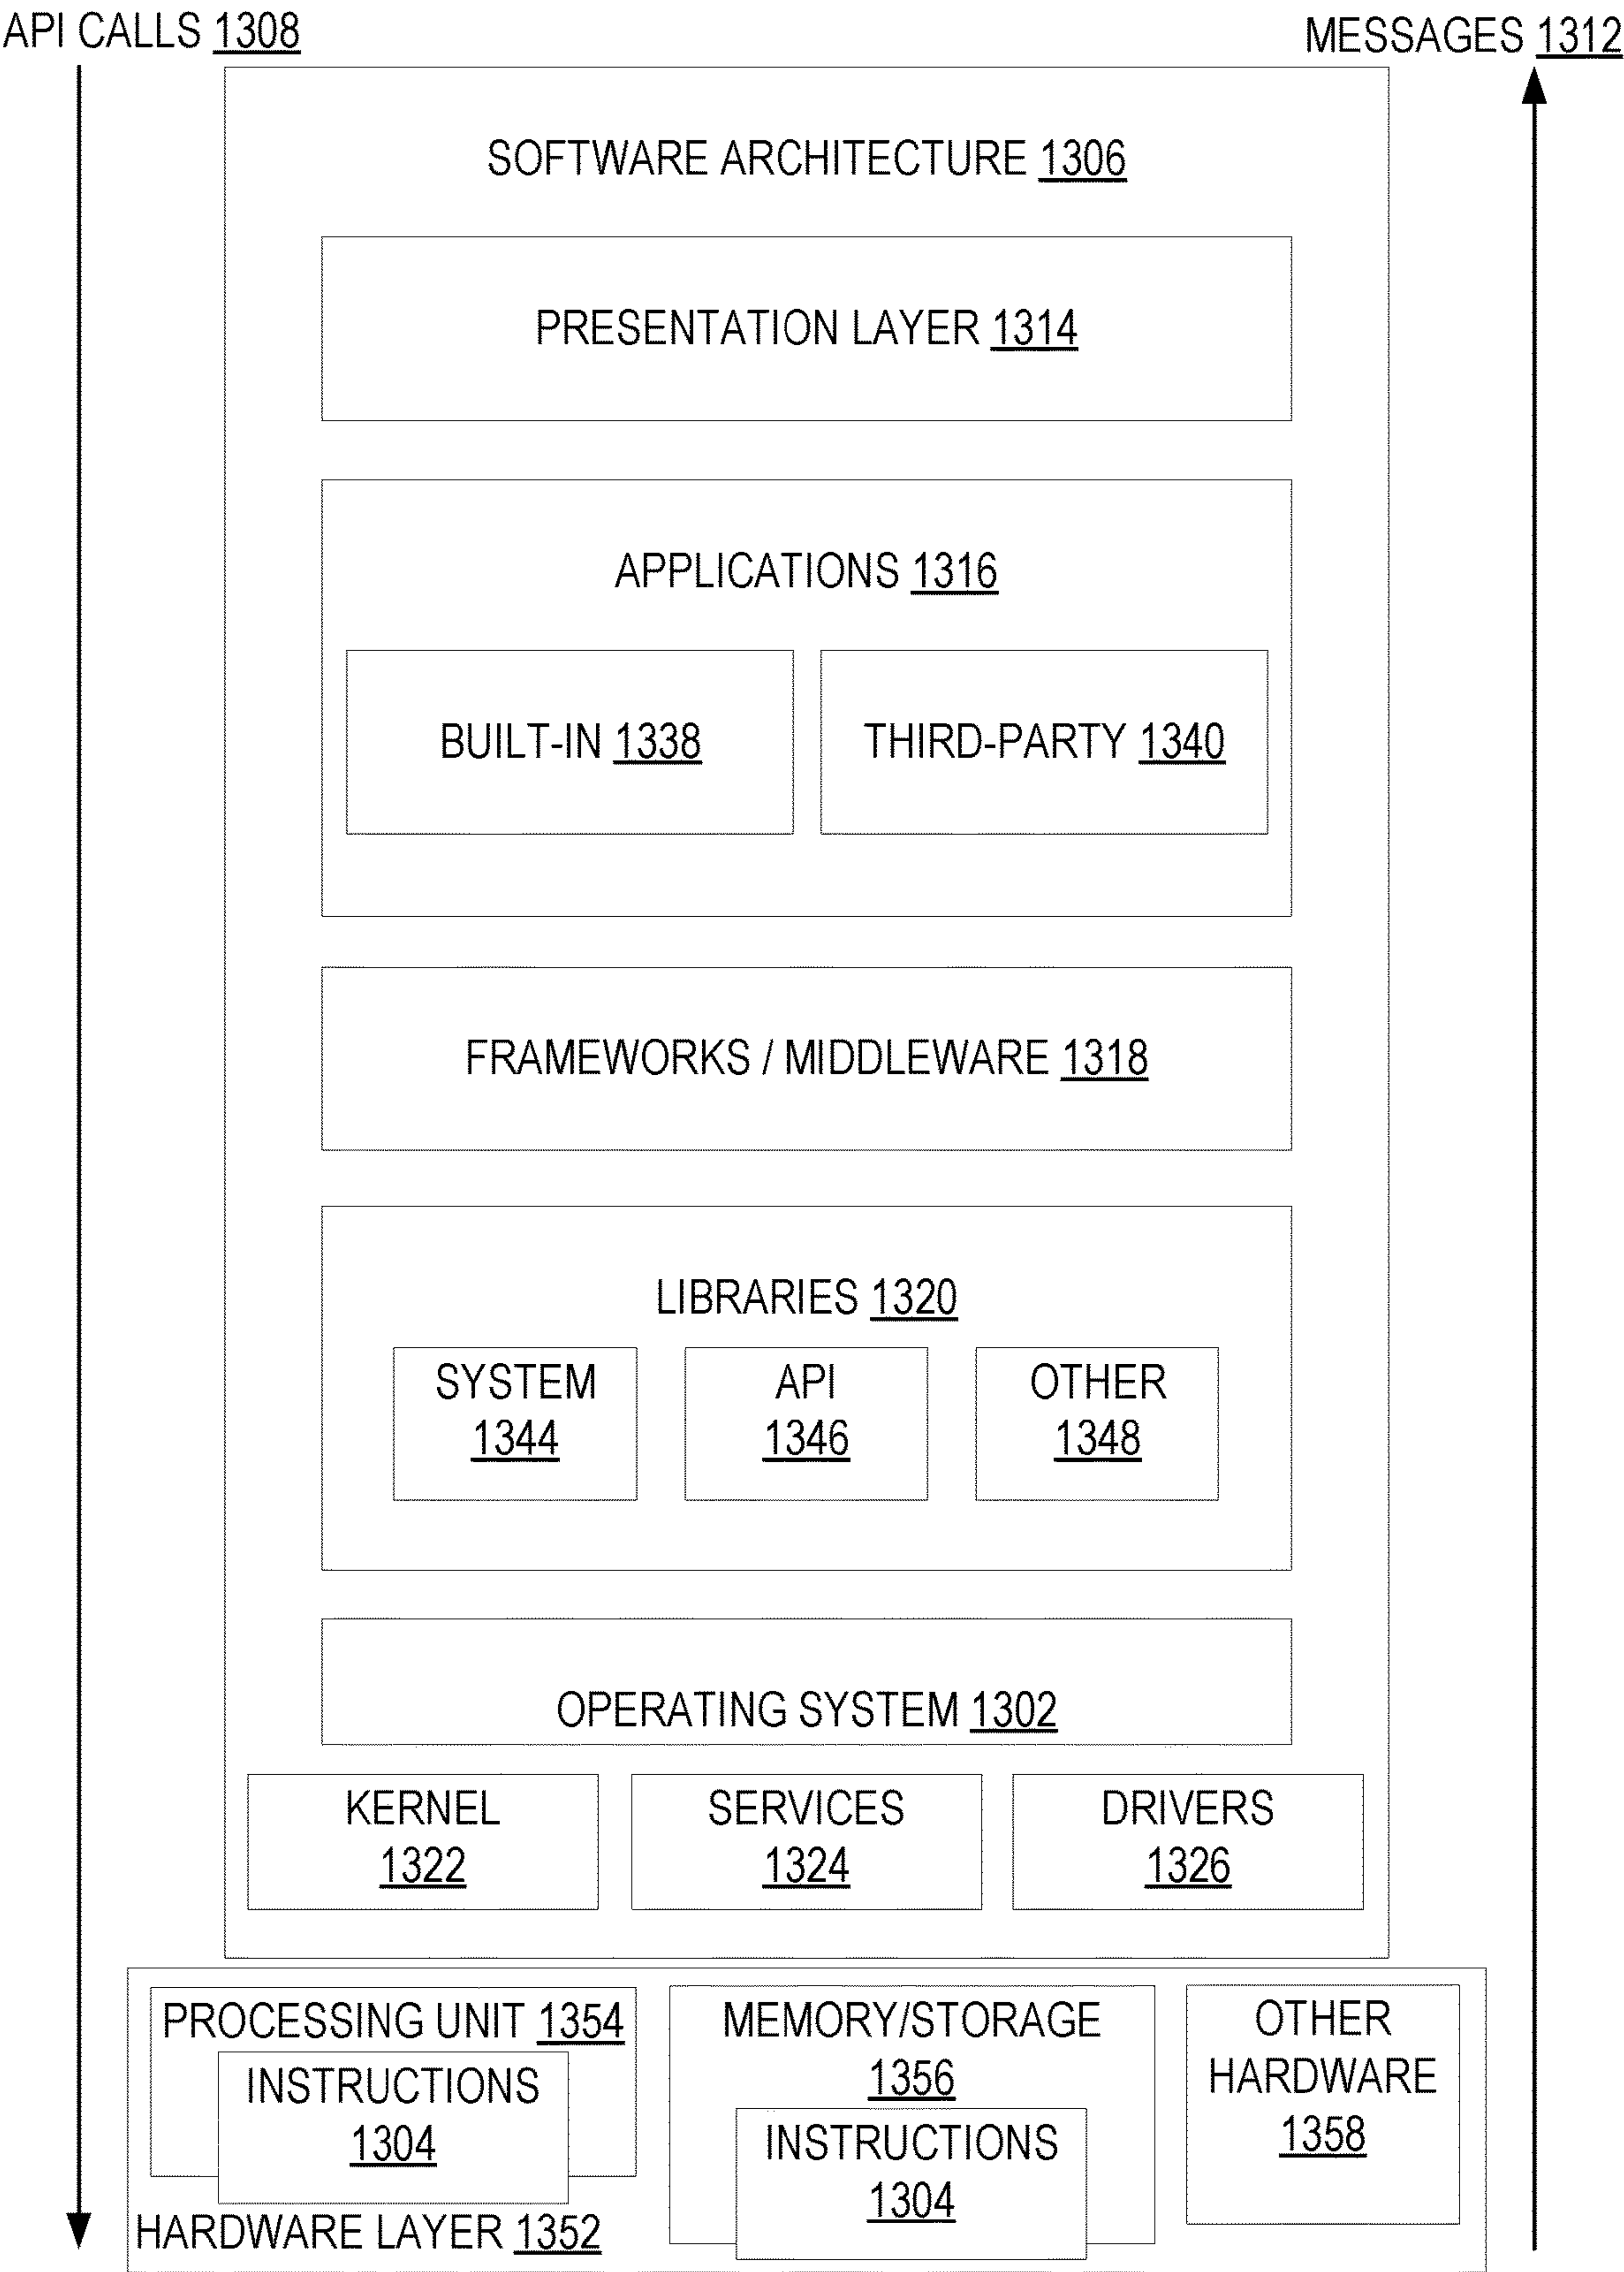 API CALLS 1308
MESSAGES 1312
SOFTWARE ARCHITECTURE 1306
PRESENTATION LAYER 1314
APPLICATIONS 1316
BUILT-IN 1338
THIRD-PARTY 1340
FRAMEWORKS / MIDDLEWARE 1318
LIBRARIES 1320
SYSTEM
1344
API
1346
OTHER
1348
OPERATING SYSTEM 1302
KERNEL
1322
SERVICES
1324
DRIVERS
1326
PROCESSING UNIT 1354
INSTRUCTIONS
1304
MEMORY/STORAGE
1356
INSTRUCTIONS
1304
OTHER
HARDWARE
1358
HARDWARE LAYER 1352